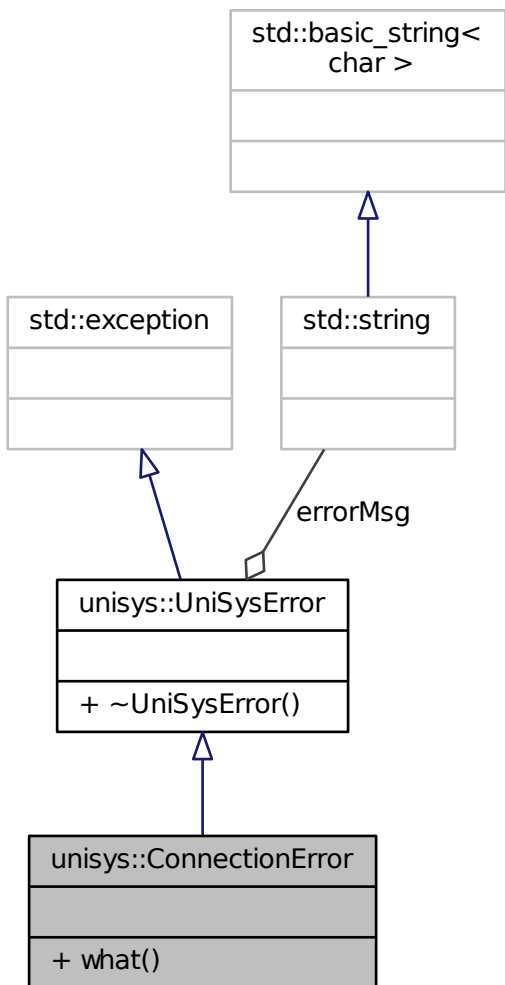 std::basic_string<
char >
std::exception
std::string
errorMsg
unisys::UniSysError
+ ~UniSysError()
unisys::ConnectionError
+ what()